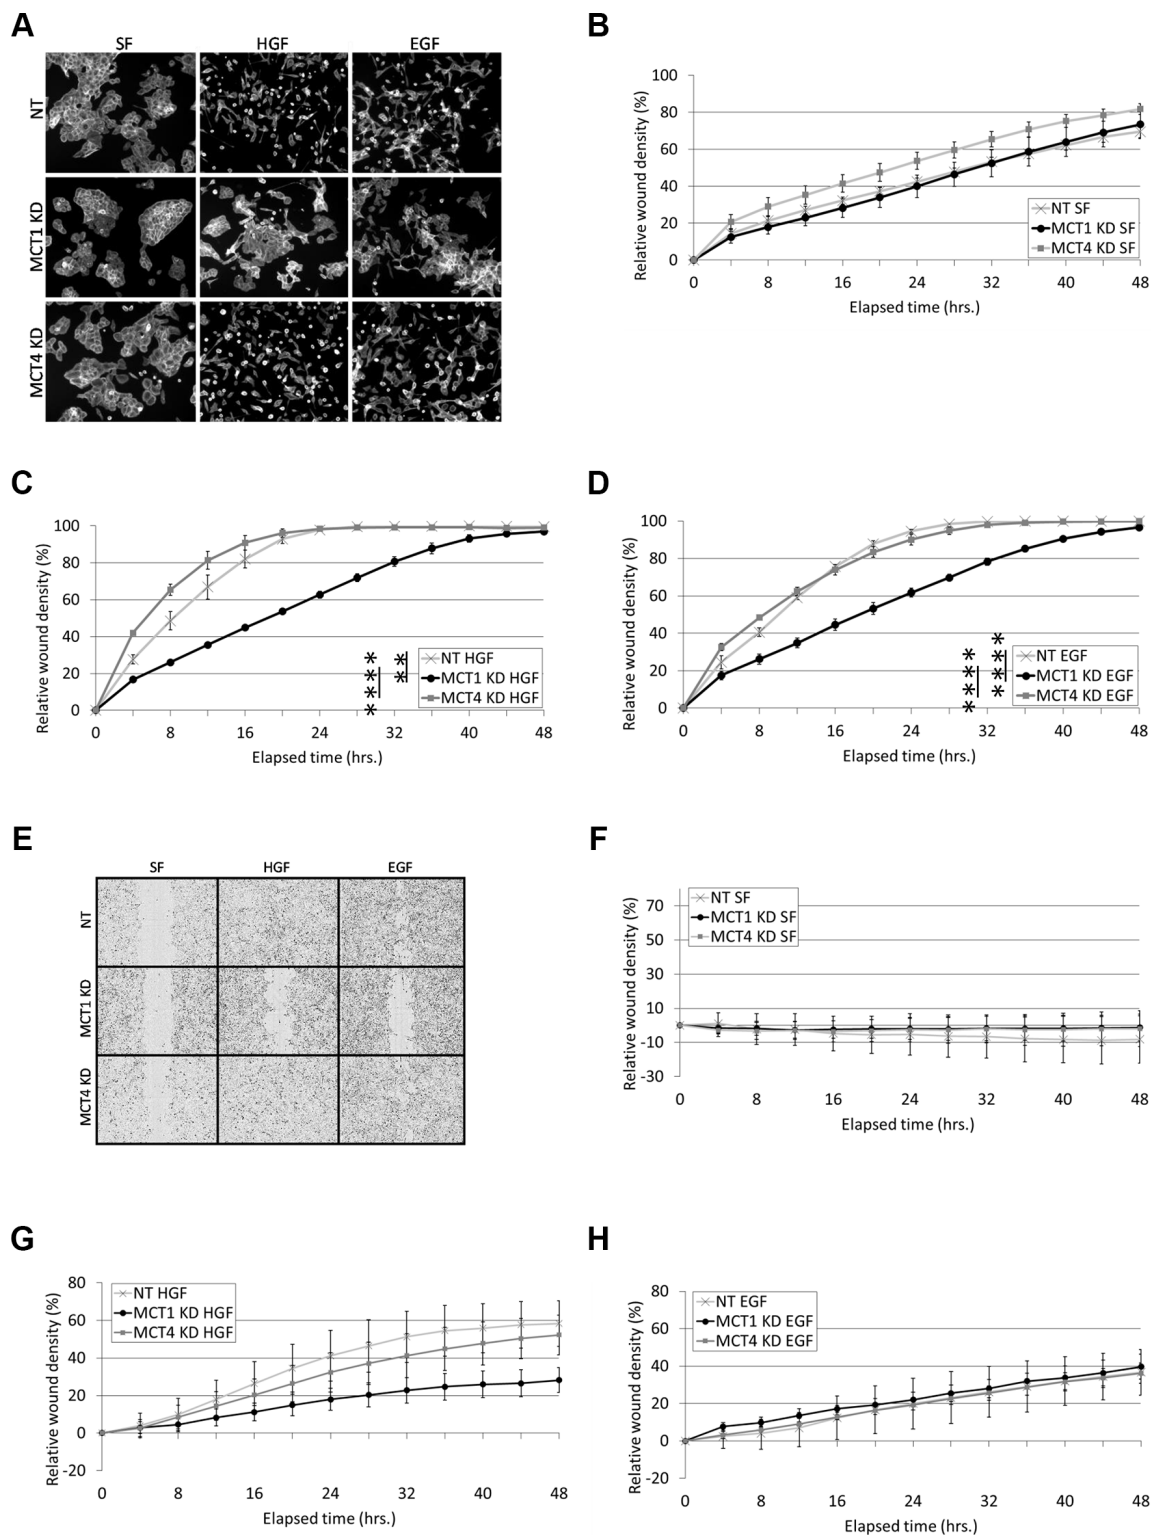 A
SF HGF EGF
NT
MCT1 KD
MCT4 KD
B
Relative wound density (%)
100
80
60
40
20
0
NT SF
MCT1 KD SF
MCT4 KD SF
0 8 16 24 32 40 48
Elapsed time (hrs.)
C
Relative wound density (%)
100
80
60
40
20
0
**** **
NT HGF
MCT1 KD HGF
MCT4 KD HGF
0 8 16 24 32 40 48
Elapsed time (hrs.)
D
Relative wound density (%)
100
80
60
40
20
0
**** ****
NT EGF
MCT1 KD EGF
MCT4 KD EGF
0 8 16 24 32 40 48
Elapsed time (hrs.)
E
SF HGF EGF
NT
MCT1 KD
MCT4 KD
F
Relative wound density (%)
70
50
30
10
-10
-30
NT SF
MCT1 KD SF
MCT4 KD SF
0 8 16 24 32 40 48
Elapsed time (hrs.)
G
Relative wound density (%)
80
60
40
20
0
-20
NT HGF
MCT1 KD HGF
MCT4 KD HGF
0 8 16 24 32 40 48
Elapsed time (hrs.)
H
Relative wound density (%)
80
60
40
20
0
-20
NT EGF
MCT1 KD EGF
MCT4 KD EGF
0 8 16 24 32 40 48
Elapsed time (hrs.)